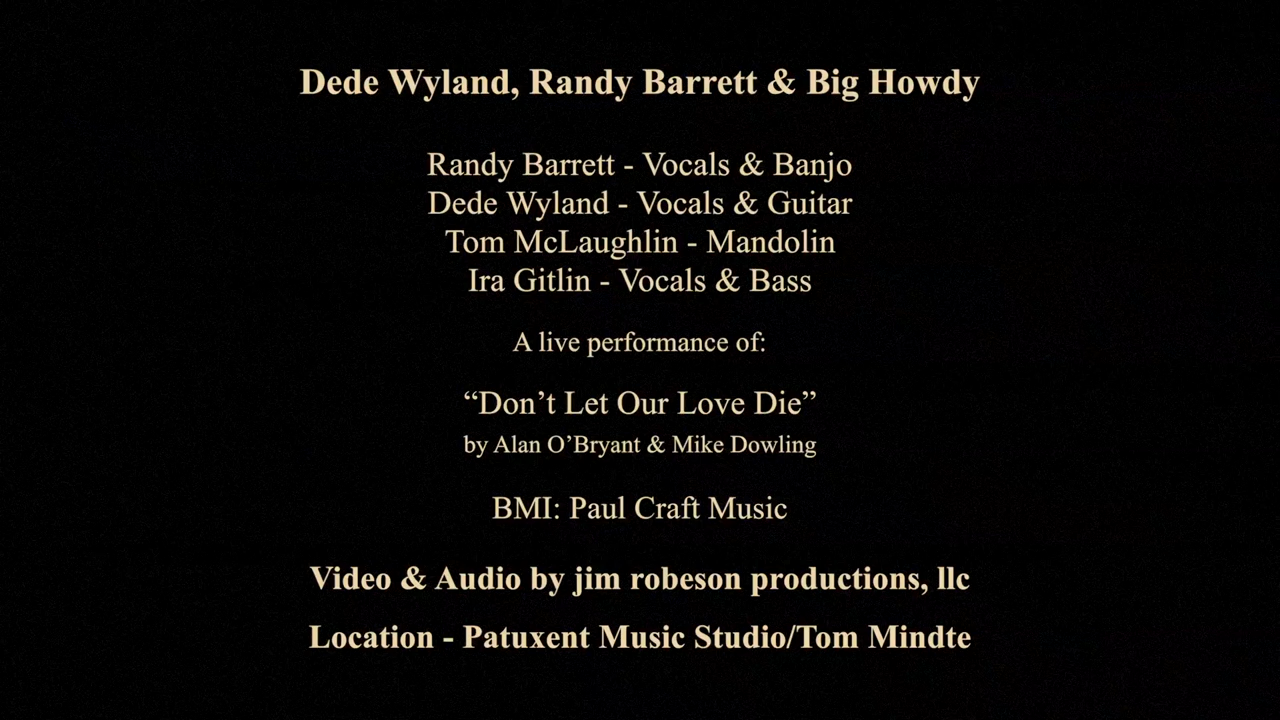 Dede Wyland, Randy Barrett & Big Howdy
Randy Barrett - Vocals & Banjo
Dede Wyland - Vocals & Guitar
Tom McLaughlin - Mandolin
Ira Gitlin - Vocals & Bass
A live performance of:
“Don’t Let Our Love Die”
by Alan O’Bryant & Mike Dowling
BMI: Paul Craft Music
Video & Audio by jim robeson productions, llc
Location - Patuxent Music Studio/Tom Mindte